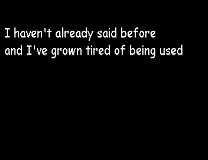 I haven't already said before
and I've grown tired of being used